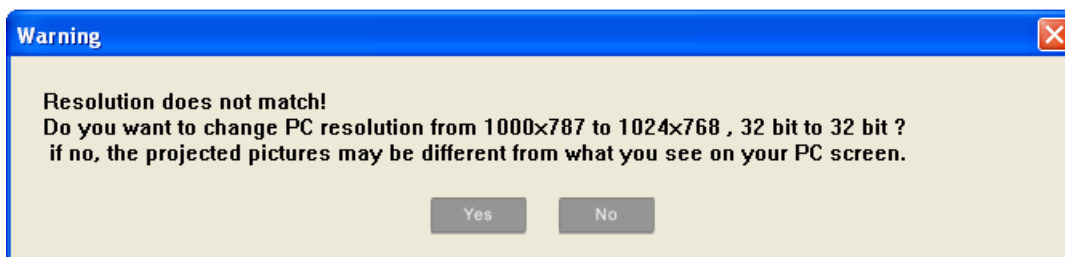 Warning
Resolution does not match!
Do you want to change PC resolution from 1000x787 to 1024x768 , 32 bit to 32 bit ?
if no, the projected pictures may be different from what you see on your PC screen.
Yes No